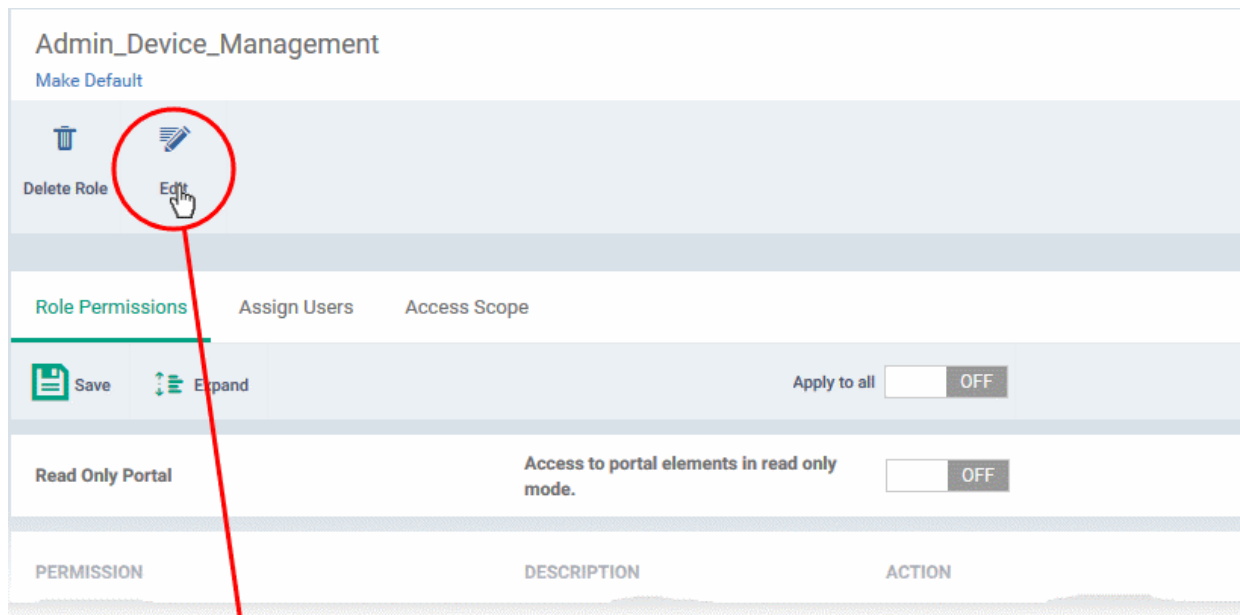 Admin_Device_Management
Make Default
Delete Role
Edit
Role Permissions
Assign Users
Access Scope
Save
Expand
Apply to all
OFF
Read Only Portal
Access to portal elements in read only
mode.
OFF
PERMISSION
DESCRIPTION
ACTION